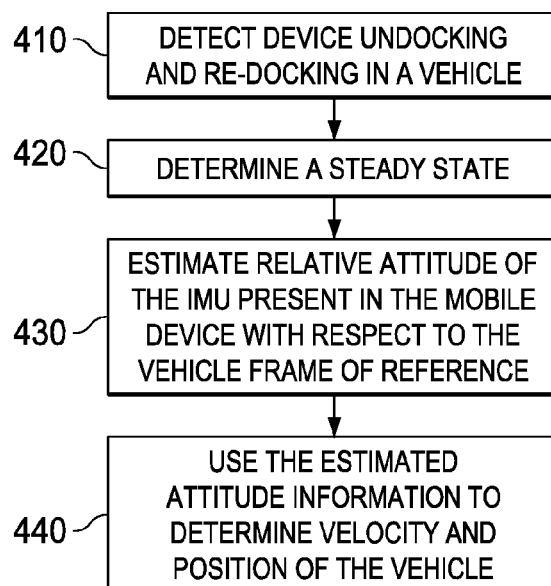 410
DETECT DEVICE UNDOCKING
AND RE-DOCKING IN A VEHICLE
420
DETERMINE A STEADY STATE
430
ESTIMATE RELATIVE ATTITUDE OF
THE IMU PRESENT IN THE MOBILE
DEVICE WITH RESPECT TO THE
VEHICLE FRAME OF REFERENCE
440
USE THE ESTIMATED
ATTITUDE INFORMATION TO
DETERMINE VELOCITY AND
POSITION OF THE VEHICLE